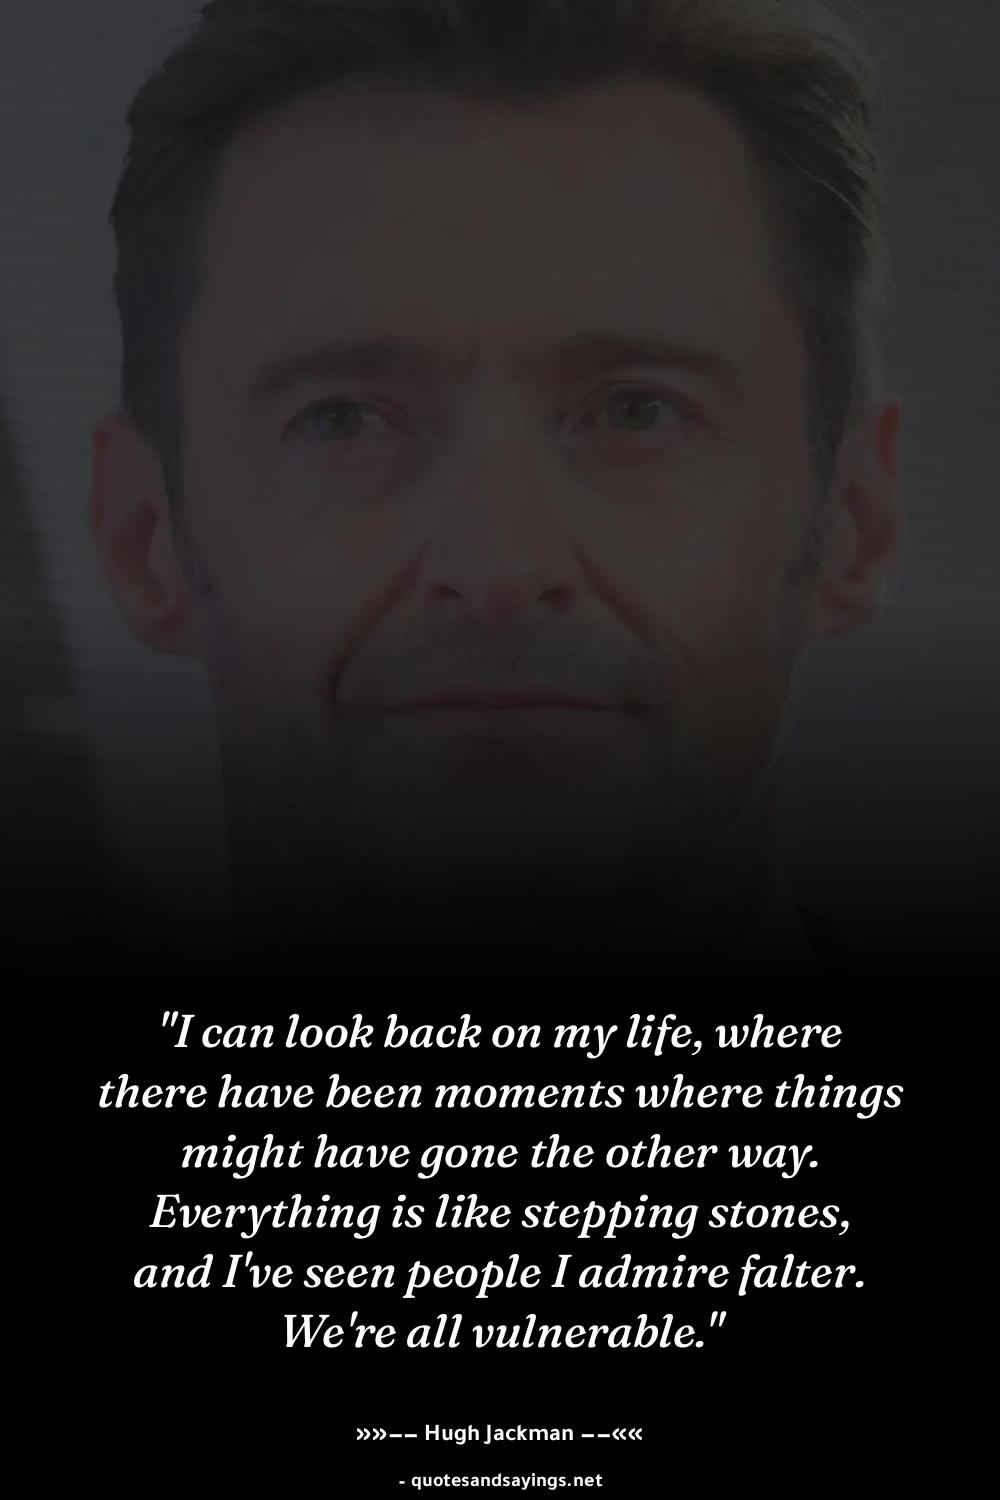 "I can look back on my life, where
there have been moments where things
might have gone the other way.
Everything is like stepping stones,
and I've seen people I admire falter.
We're all vulnerable."
»»–– Hugh Jackman ––««
- quotesandsayings.net